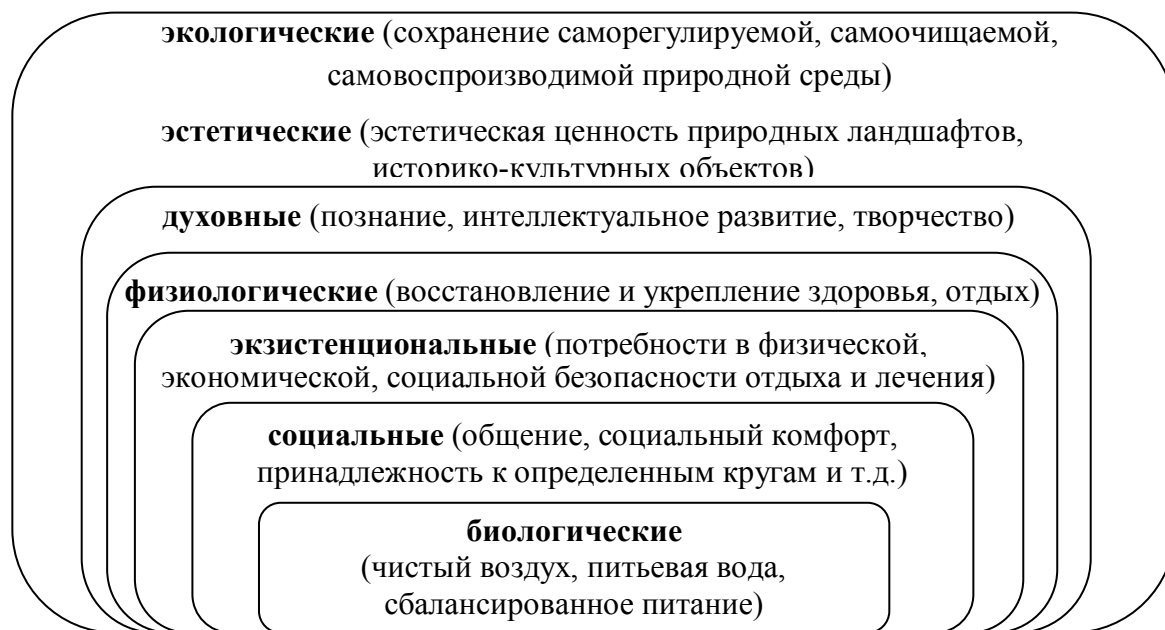 экологические (сохранение саморегулируемой, самоочищаемой,
самовоспроизводимой природной среды)
эстетические (эстетическая ценность природных ландшафтов,
историко-культурных объектов)
духовные (познание, интеллектуальное развитие, творчество)
физиологические (восстановление и укрепление здоровья, отдых)
экзистенциональные (потребности в физической,
экономической, социальной безопасности отдыха и лечения)
социальные (общение, социальный комфорт,
принадлежность к определенным кругам и т.д.)
биологические
(чистый воздух, питьевая вода,
сбалансированное питание)